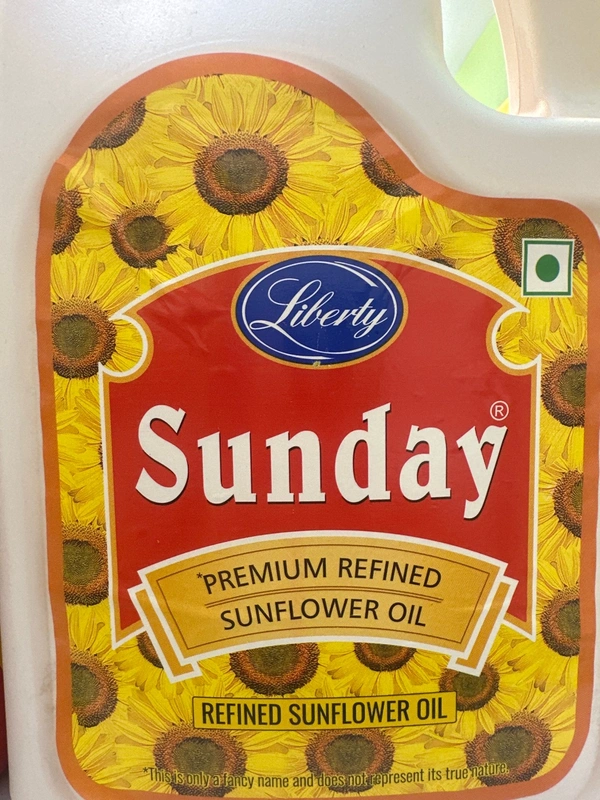 Liberty
Sunday®
*PREMIUM REFINED
SUNFLOWER OIL
REFINED SUNFLOWER OIL
*This is only a fancy name and does not represent its true nature.